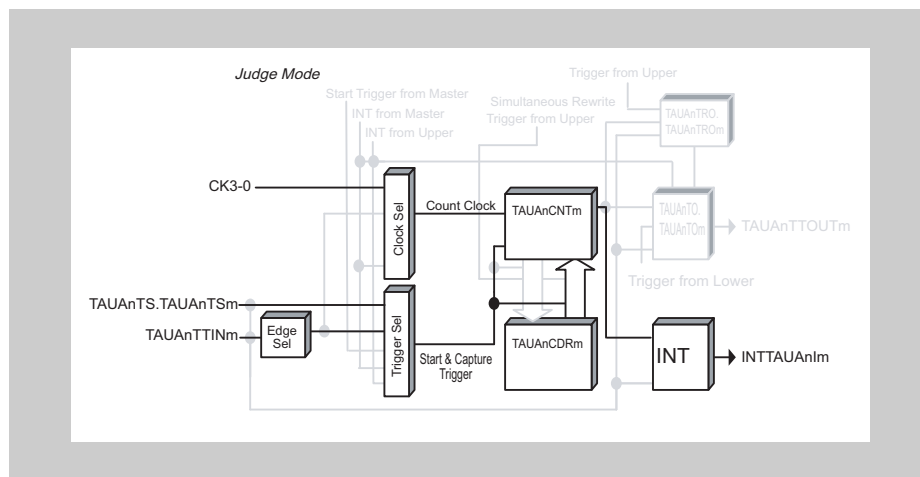 Judge Mode
Trigger from Upper
Start Trigger from Master
INT from Master
INT from Upper
Simultaneous Rewrite
Trigger from Upper
TAUAnTRO.
TAUAnTROm
CK3-0
Clock Sel
Count Clock
TAUAnCNTm
TAUAnTO.
TAUAnTOm
TAUAnTTOUTm
Trigger from Lower
TAUAnTS.TAUAnTSm
TAUAnTTINm
Edge
Sel
Trigger Sel
Start & Capture
Trigger
TAUAnCDRm
INT
INTTAUAnIm